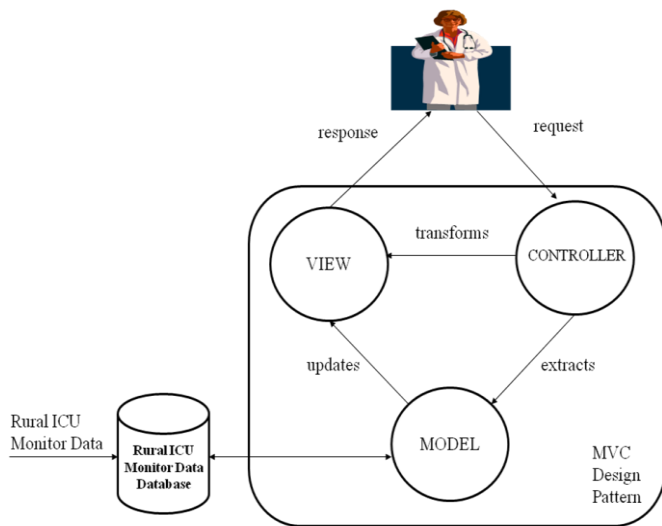 response
request
transforms
VIEW
CONTROLLER
updates
extracts
Rural ICU
Monitor Data
Rural ICU
Monitor Data
Database
MODEL
MVC
Design
Pattern